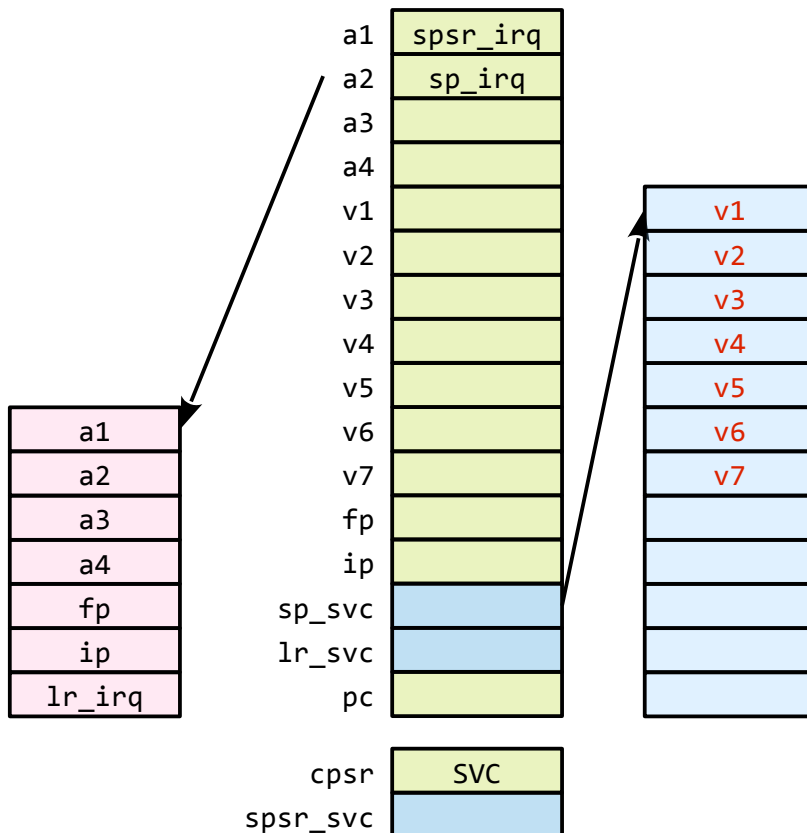 a1 spsr_irq
a2 sp_irq
a3
a4
v1 v1
v2 v2
v3 v3
v4 v4
v5 v5
a1 v6 v6
a2 v7 v7
a3 fp
a4 ip
fp sp_svc
ip lr_svc
lr_irq pc
cpsr SVC
spsr_svc